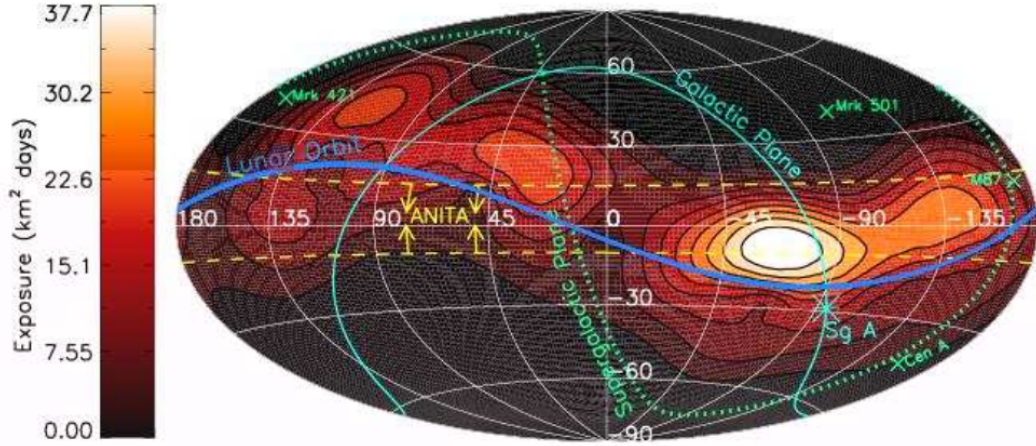 37.7
30.2
22.6
15.1
7.55
0.00
Exposure (km² days)
60
30
0
-30
-60
-90
180
135
90
45
-45
-90
-135
Mrk 421
Mrk 501
M87
Cen A
Sg A
Lunar Orbit
Galactic Plane
Supergalactic Plane
ANITA